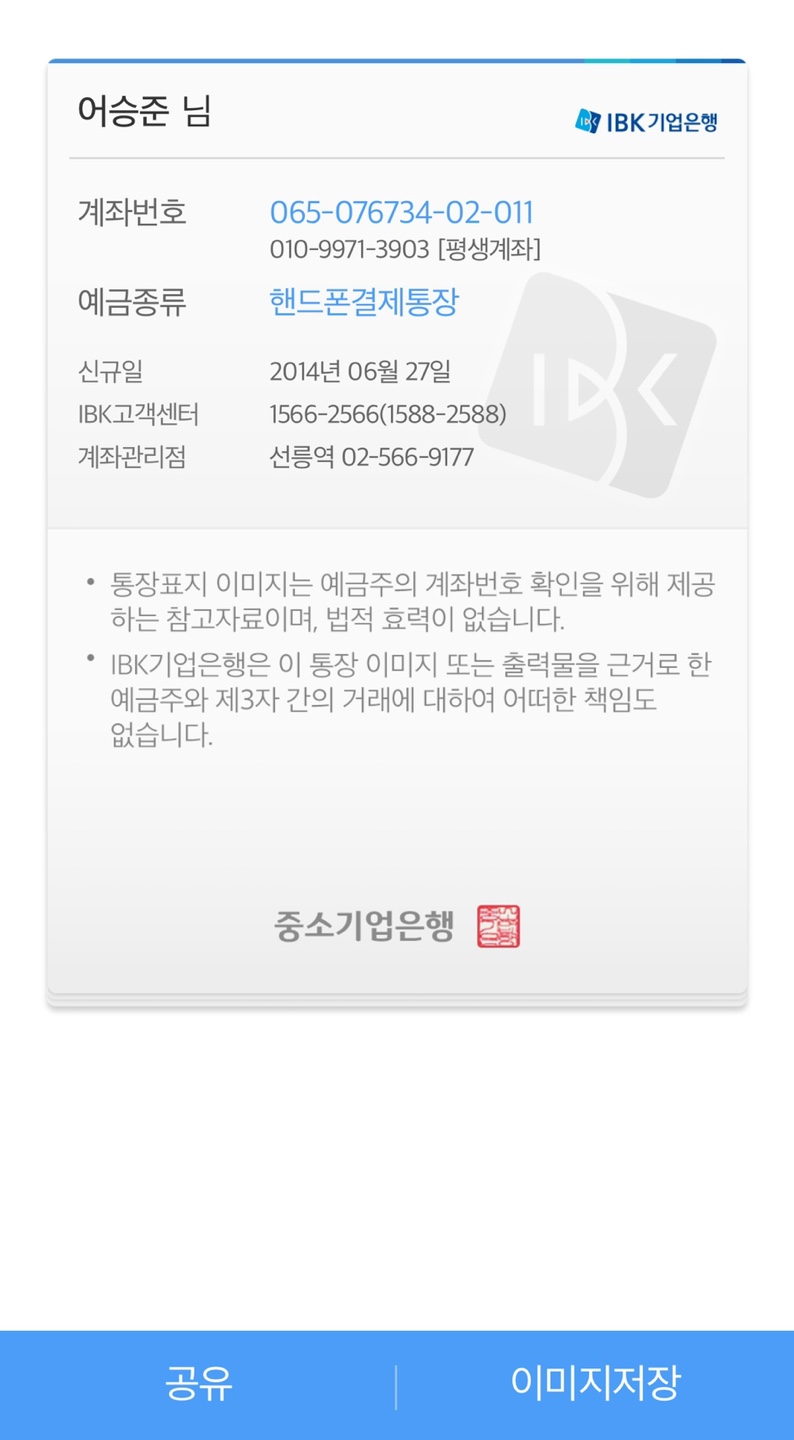 어승준 님
IBK기업은행
계좌번호 065-076734-02-011
010-9971-3903 [평생계좌]
예금종류 핸드폰결제통장
신규일 2014년 06월 27일
IBK고객센터 1566-2566(1588-2588)
계좌관리점 선릉역 02-566-9177
IBK
• 통장표지 이미지는 예금주의 계좌번호 확인을 위해 제공
하는 참고자료이며, 법적 효력이 없습니다.
• IBK기업은행은 이 통장 이미지 또는 출력물을 근거로 한
예금주와 제3자 간의 거래에 대하여 어떠한 책임도
없습니다.
중소기업은행
공유 이미지저장